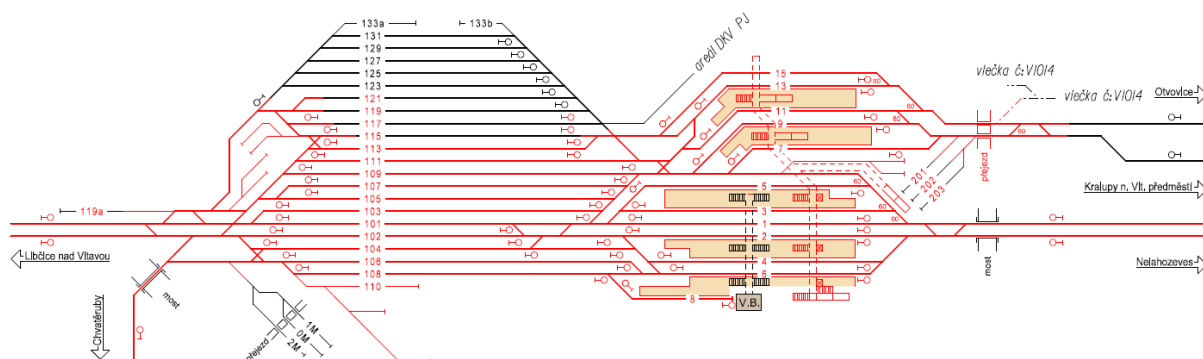 133a
133b
131
129
127
125
123
121
119
117
115
113
111
109
107
105
119a
103
101
102
104
106
108
110
areál DKV PJ
15
13
11
9
7
5
3
1
2
4
6
8
V.B.
60
60
60
60
60
60
201
202
203
přejezd
vlečka č:V1014
vlečka č:V1014
Otvovice
Kralupy n. Vlt. předměstí
Nelahozeves
most
Libčice nad Vltavou
Chvatěruby
most
přejezd
1M
0M
2M